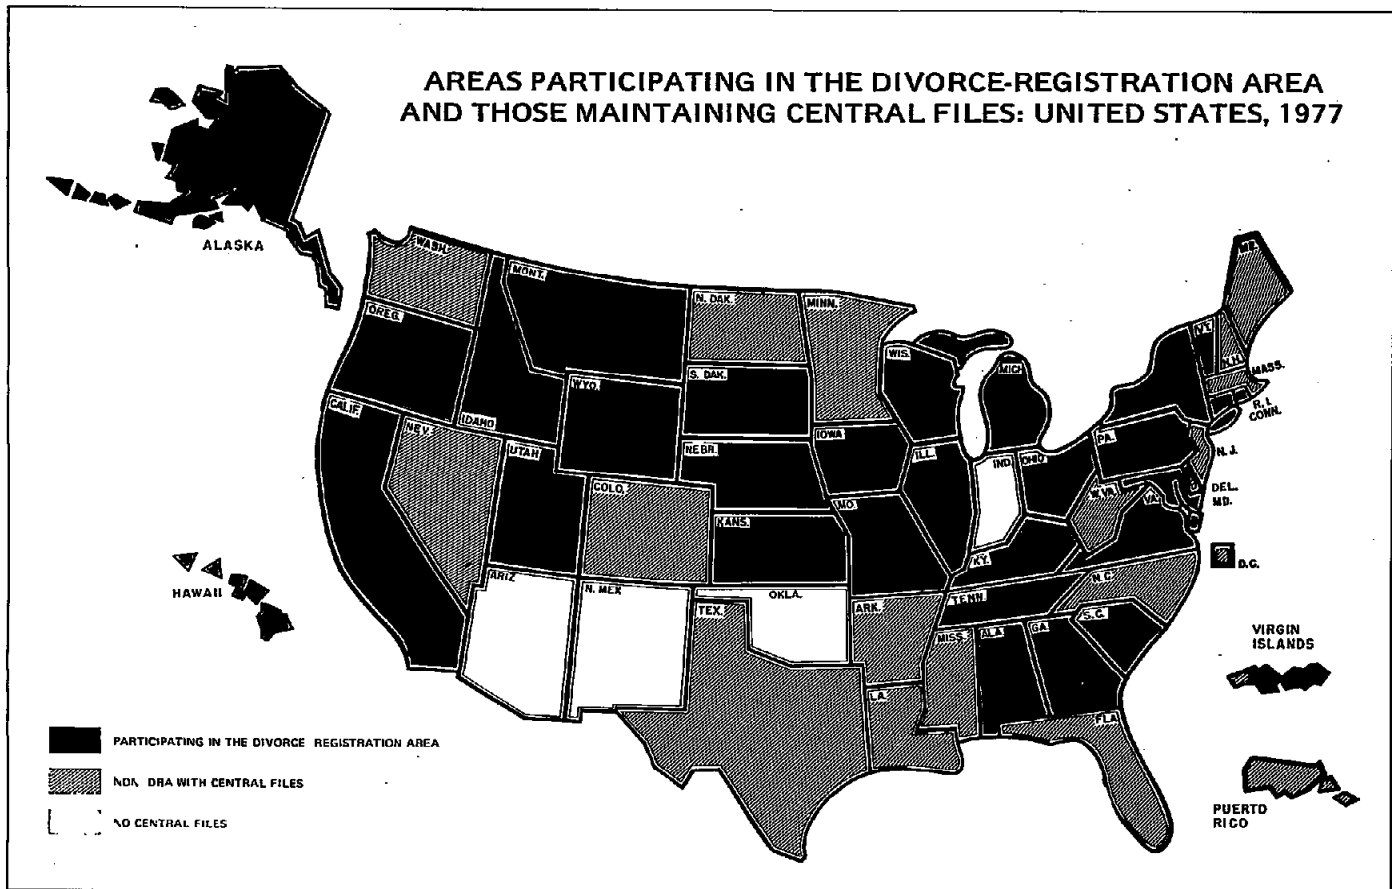 AREAS PARTICIPATING IN THE DIVORCE-REGISTRATION AREA
AND THOSE MAINTAINING CENTRAL FILES: UNITED STATES, 1977
ALASKA
WASH.
MONT.
N. DAK.
MINN.
ME.
OREG.
WIS.
VT.
N.H.
MASS.
S. DAK.
MICH.
WYO.
R.I.
CONN.
CALIF.
IDAHO
NEV.
IOWA
PA.
UTAH
NEBR.
ILL.
IND.
OHIO
N.J.
COLO.
W.VA.
VA.
DEL.
MD.
MO.
KANS.
KY.
D.C.
HAWAII
ARIZ
N. MEX
OKLA.
TENN.
N.C.
TEX.
ARK.
S.C.
MISS.
ALA.
GA.
VIRGIN
ISLANDS
LA.
FLA.
PARTICIPATING IN THE DIVORCE REGISTRATION AREA
NON DRA WITH CENTRAL FILES
NO CENTRAL FILES
PUERTO
RICO